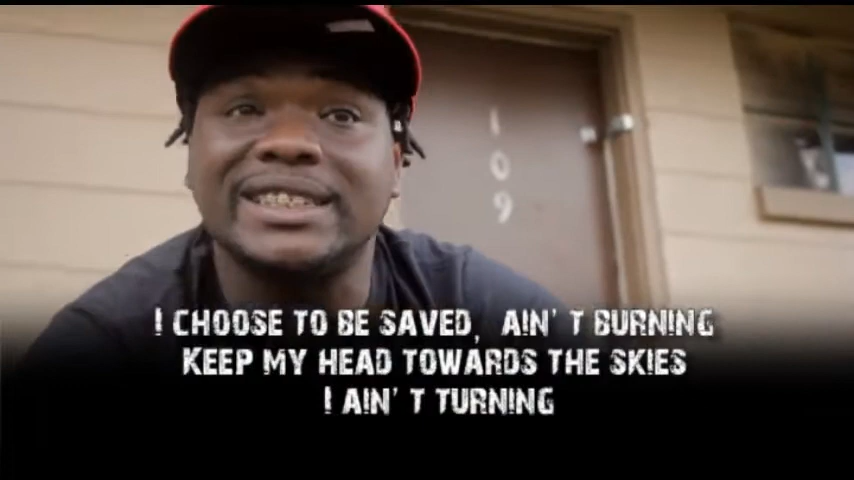 109
I CHOOSE TO BE SAVED, AIN'T BURNING
KEEP MY HEAD TOWARDS THE SKIES
I AIN'T TURNING